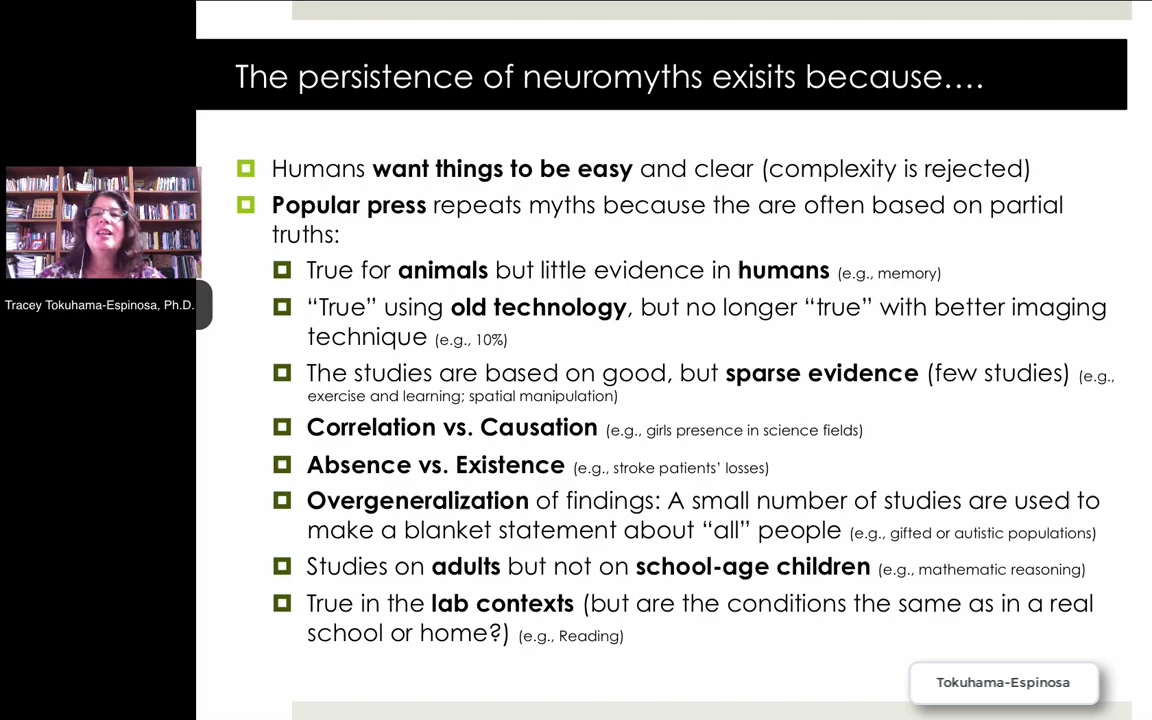 The persistence of neuromyths exisits because....
Humans want things to be easy and clear (complexity is rejected)
Popular press repeats myths because the are often based on partial
truths:
True for animals but little evidence in humans (e.g., memory)
“True” using old technology, but no longer “true” with better imaging
technique (e.g., 10%)
The studies are based on good, but sparse evidence (few studies) (e.g.,
exercise and learning; spatial manipulation)
Correlation vs. Causation (e.g., girls presence in science fields)
Absence vs. Existence (e.g., stroke patients’ losses)
Overgeneralization of findings: A small number of studies are used to
make a blanket statement about “all” people (e.g., gifted or autistic populations)
Studies on adults but not on school-age children (e.g., mathematic reasoning)
True in the lab contexts (but are the conditions the same as in a real
school or home?) (e.g., Reading)
Tracey Tokuhama-Espinosa, Ph.D.
Tokuhama-Espinosa